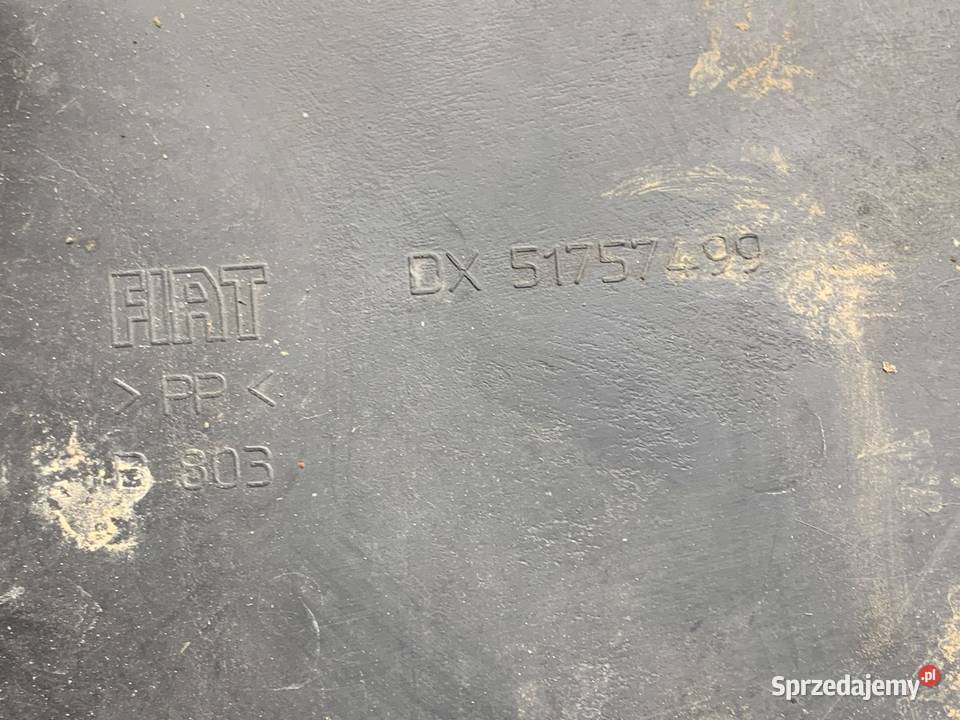 FIAT
DX 51757499
> PP <
B 803
Sprzedajemy.pl